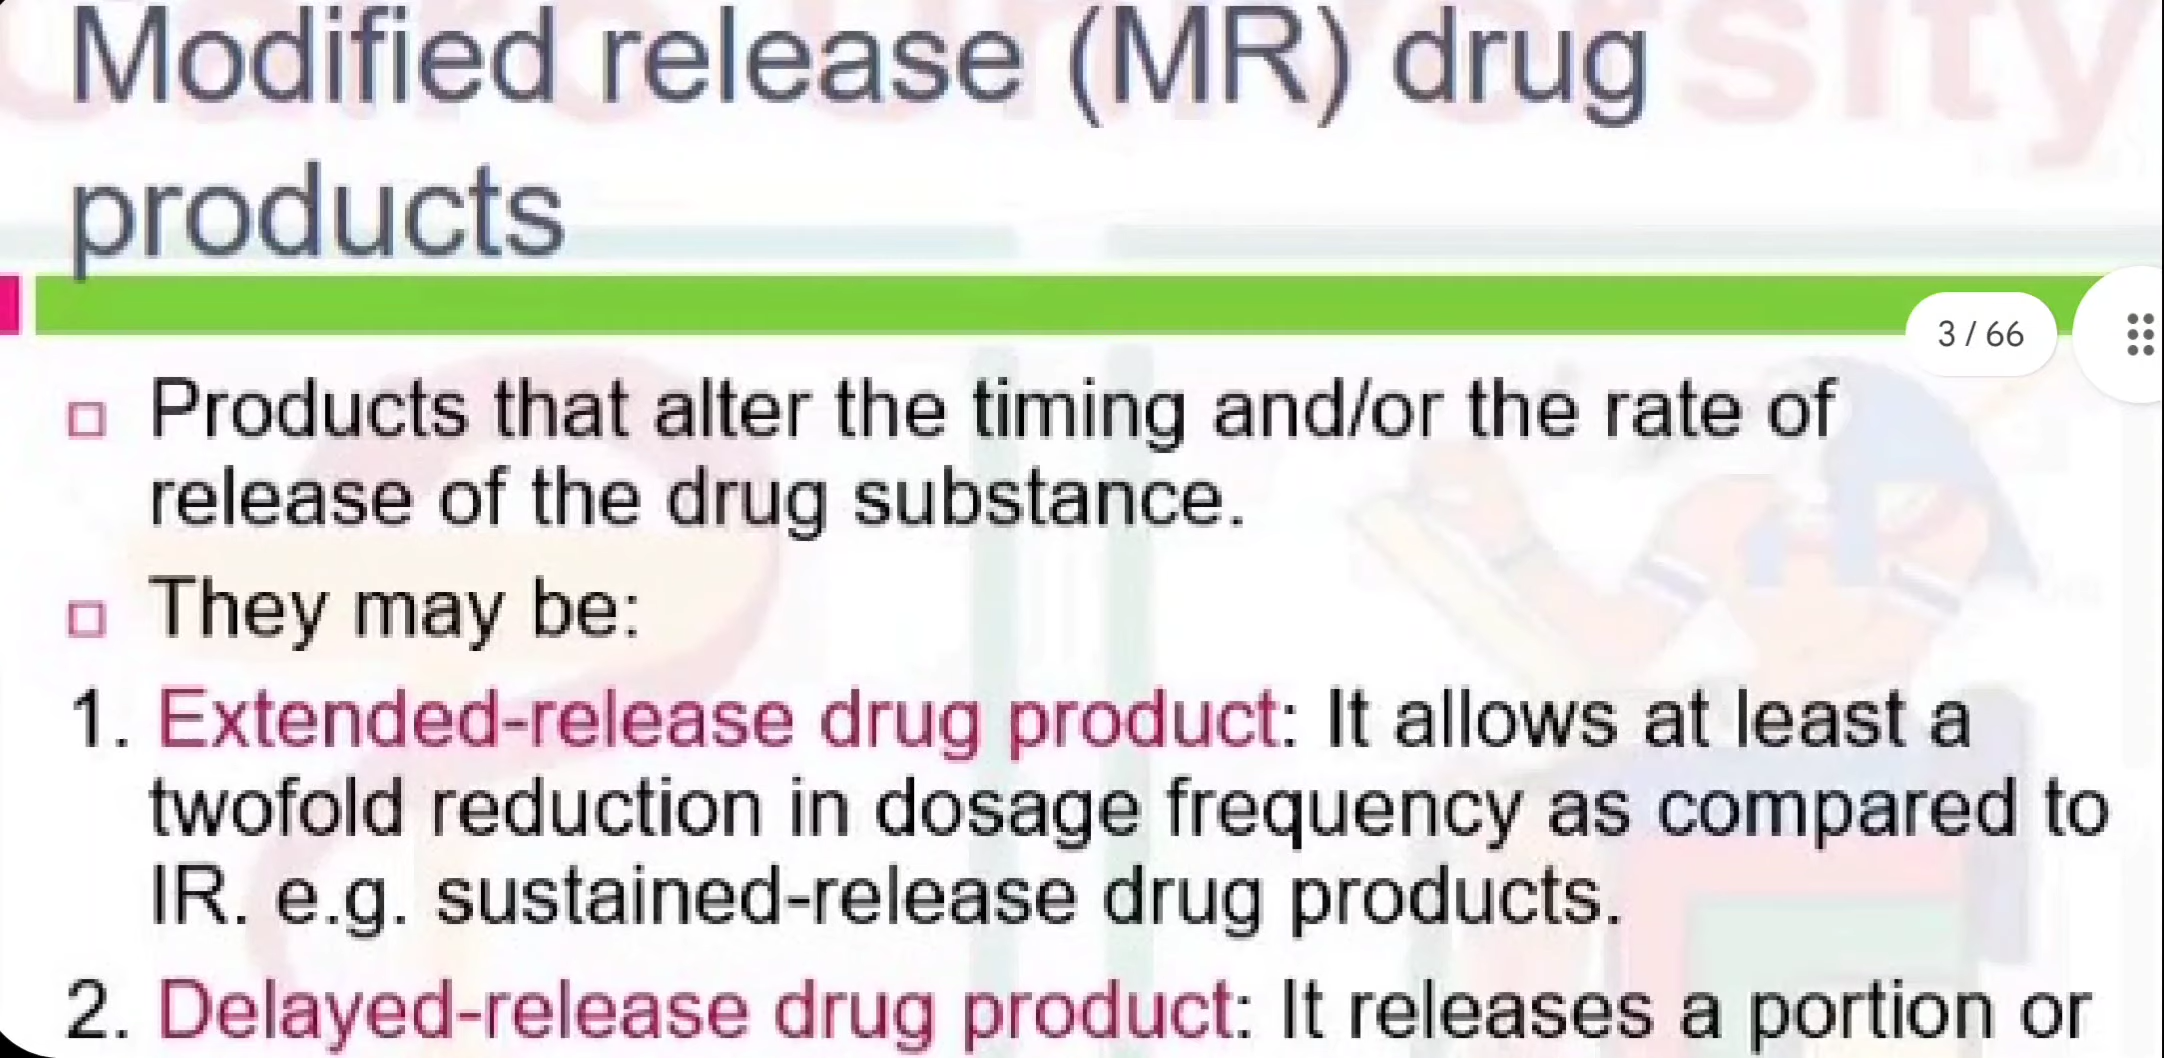 Modified release (MR) drug
products
3 / 66
□ Products that alter the timing and/or the rate of
release of the drug substance.
□ They may be:
1. Extended-release drug product: It allows at least a
twofold reduction in dosage frequency as compared to
IR. e.g. sustained-release drug products.
2. Delayed-release drug product: It releases a portion or